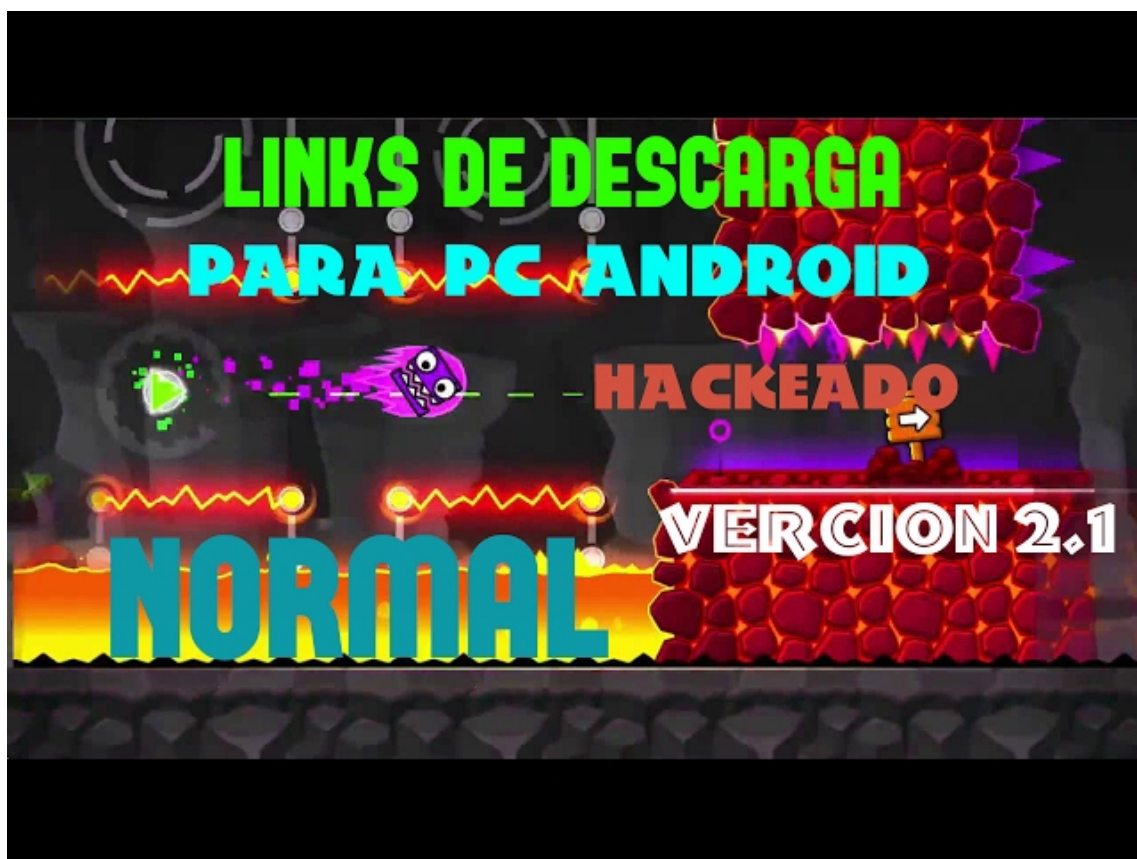 LINKS DE DESCARGA
PARA PC ANDROID
HACKEADO
VERCION 2.1
NORMAL